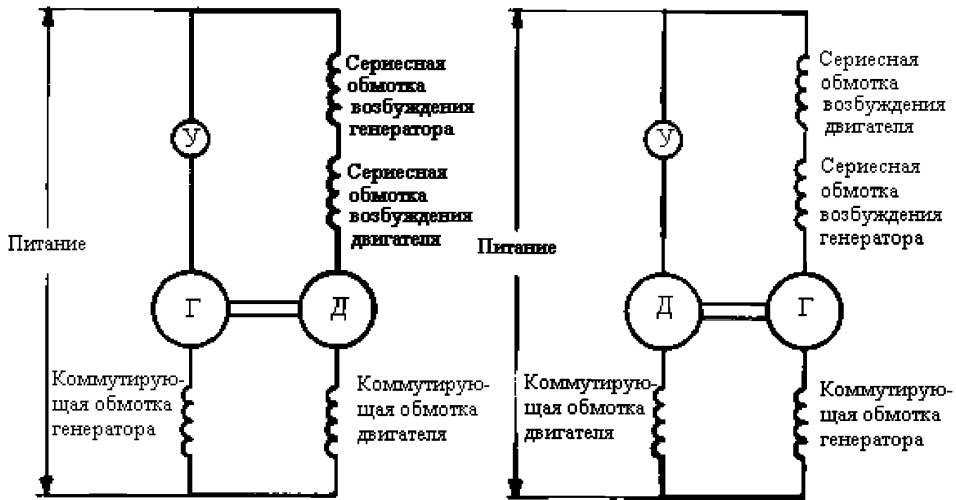 Сериесная
обмотка
возбуждения
генератора
У
Сериесная
обмотка
возбуждения
двигателя
Питание
Г
Д
Коммутирую-
щая обмотка
генератора
Коммутирую-
щая обмотка
двигателя
Сериесная
обмотка
возбуждения
двигателя
У
Сериесная
обмотка
возбуждения
генератора
Питание
Д
Г
Коммутирую-
щая обмотка
двигателя
Коммутирую-
щая обмотка
генератора